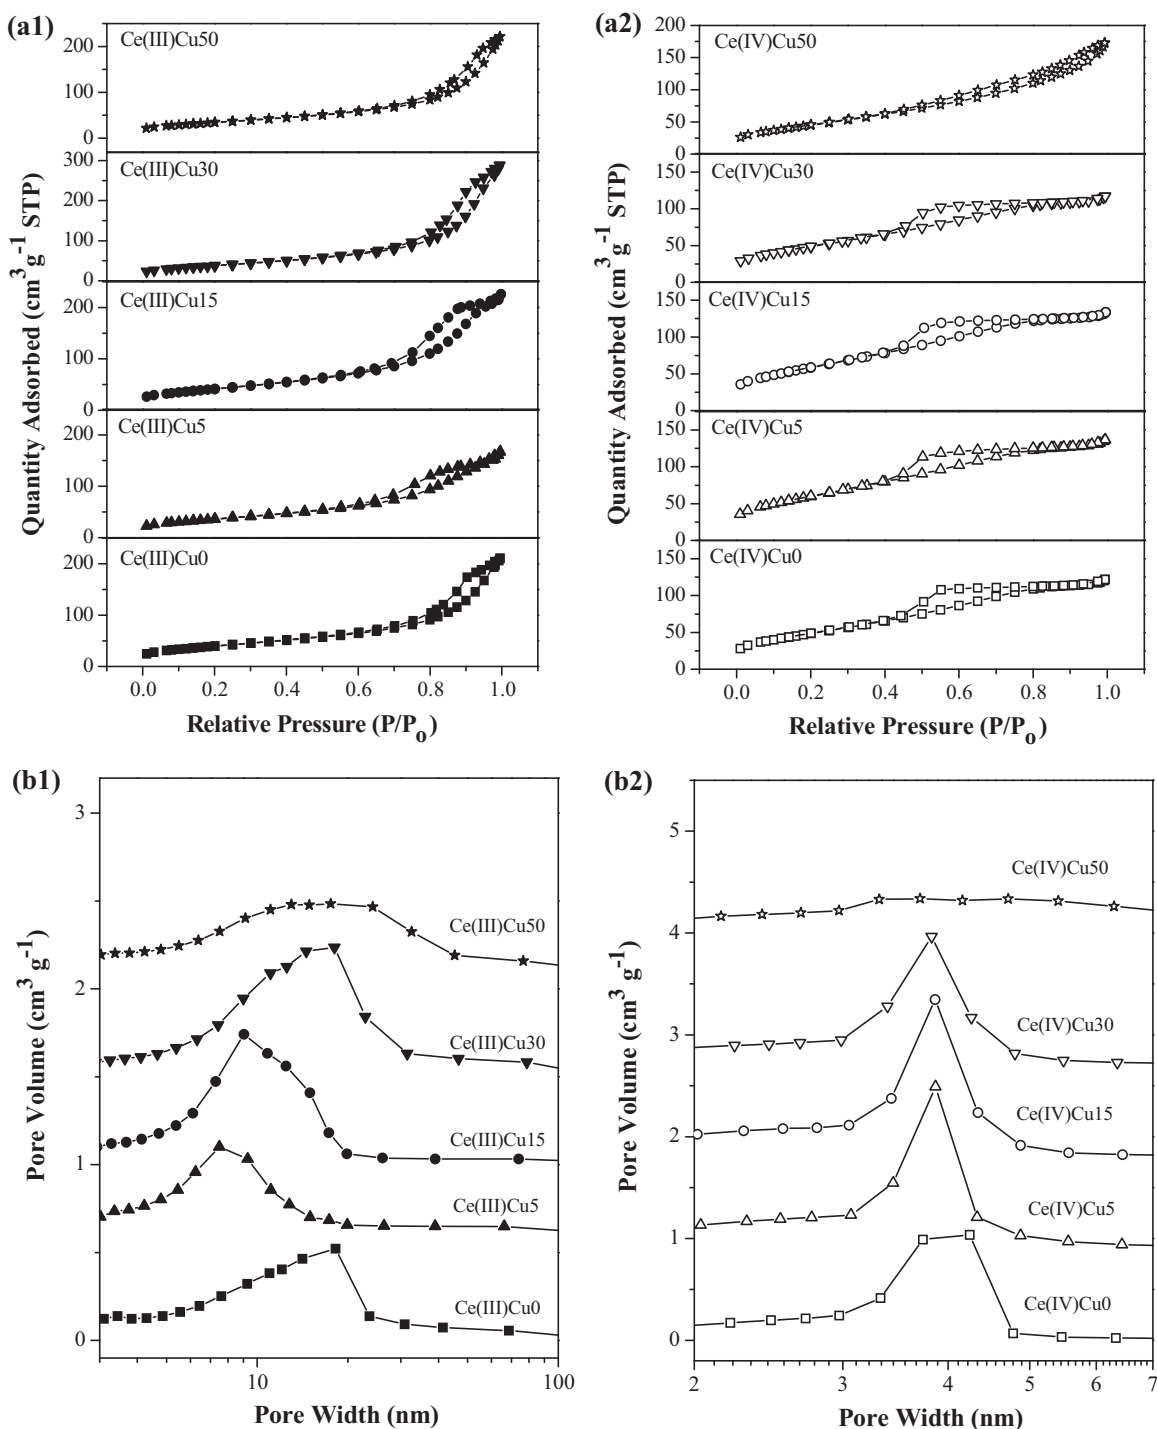 (a1)
Ce(III)Cu50
200
100
0
Ce(III)Cu30
300
200
100
0
Ce(III)Cu15
200
100
0
Ce(III)Cu5
200
100
0
Ce(III)Cu0
200
100
0
Quantity Adsorbed (cm³ g⁻¹ STP)
0.0 0.2 0.4 0.6 0.8 1.0
Relative Pressure (P/Pₒ)
(a2)
Ce(IV)Cu50
200
150
100
50
0
Ce(IV)Cu30
150
100
50
0
Ce(IV)Cu15
150
100
50
0
Ce(IV)Cu5
150
100
50
0
Ce(IV)Cu0
150
100
50
0
Quantity Adsorbed (cm³ g⁻¹ STP)
0.0 0.2 0.4 0.6 0.8 1.0
Relative Pressure (P/Pₒ)
(b1)
3
2
1
0
Pore Volume (cm³ g⁻¹)
Ce(III)Cu50
Ce(III)Cu30
Ce(III)Cu15
Ce(III)Cu5
Ce(III)Cu0
10 100
Pore Width (nm)
(b2)
5
4
3
2
1
0
Pore Volume (cm³ g⁻¹)
Ce(IV)Cu50
Ce(IV)Cu30
Ce(IV)Cu15
Ce(IV)Cu5
Ce(IV)Cu0
2 3 4 5 6 7
Pore Width (nm)